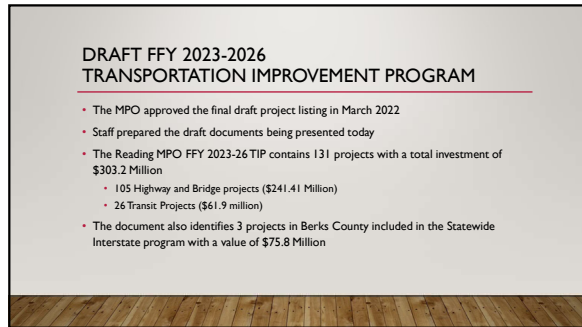 DRAFT FFY 2023-2026
TRANSPORTATION IMPROVEMENT PROGRAM
• The MPO approved the final draft project listing in March 2022
• Staff prepared the draft documents being presented today
• The Reading MPO FFY 2023-26 TIP contains 131 projects with a total investment of
$303.2 Million
• 105 Highway and Bridge projects ($241.41 Million)
• 26 Transit Projects ($61.9 million)
• The document also identifies 3 projects in Berks County included in the Statewide
Interstate program with a value of $75.8 Million